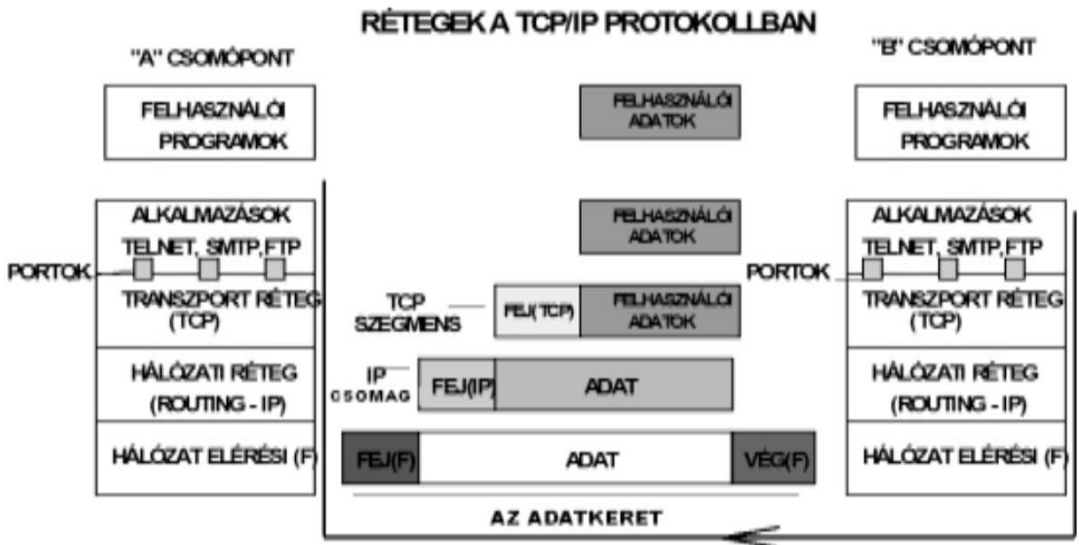 RÉTEGEK A TCP/IP PROTOKOLLBAN
"A" CSOMÓPONT
FELHASZNÁLÓI
PROGRAMOK
ALKALMAZÁSOK
TELNET, SMTP, FTP
PORTOK
TRANSZPORT RÉTEG
(TCP)
HÁLÓZATI RÉTEG
(ROUTING - IP)
HÁLÓZAT ELÉRÉSI (F)
FELHASZNÁLÓI
ADATOK
FELHASZNÁLÓI
ADATOK
TCP
SZEGMENS
FEJ(TCP)
FELHASZNÁLÓI
ADATOK
IP
CSOMAG
FEJ(IP)
ADAT
FEJ(F)
ADAT
VÉG(F)
AZ ADATKERET
"B" CSOMÓPONT
FELHASZNÁLÓI
PROGRAMOK
ALKALMAZÁSOK
TELNET, SMTP, FTP
PORTOK
TRANSZPORT RÉTEG
(TCP)
HÁLÓZATI RÉTEG
(ROUTING - IP)
HÁLÓZAT ELÉRÉSI (F)